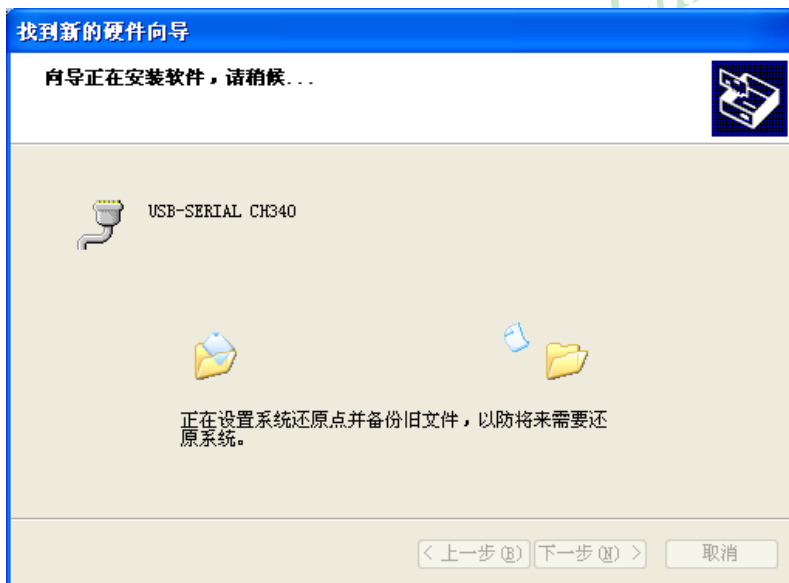 找到新的硬件向导
向导正在安装软件，请稍候...
USB-SERIAL CH340
正在设置系统还原点并备份旧文件，以防将来需要还
原系统。
< 上一步(B) 下一步(N) > 取消